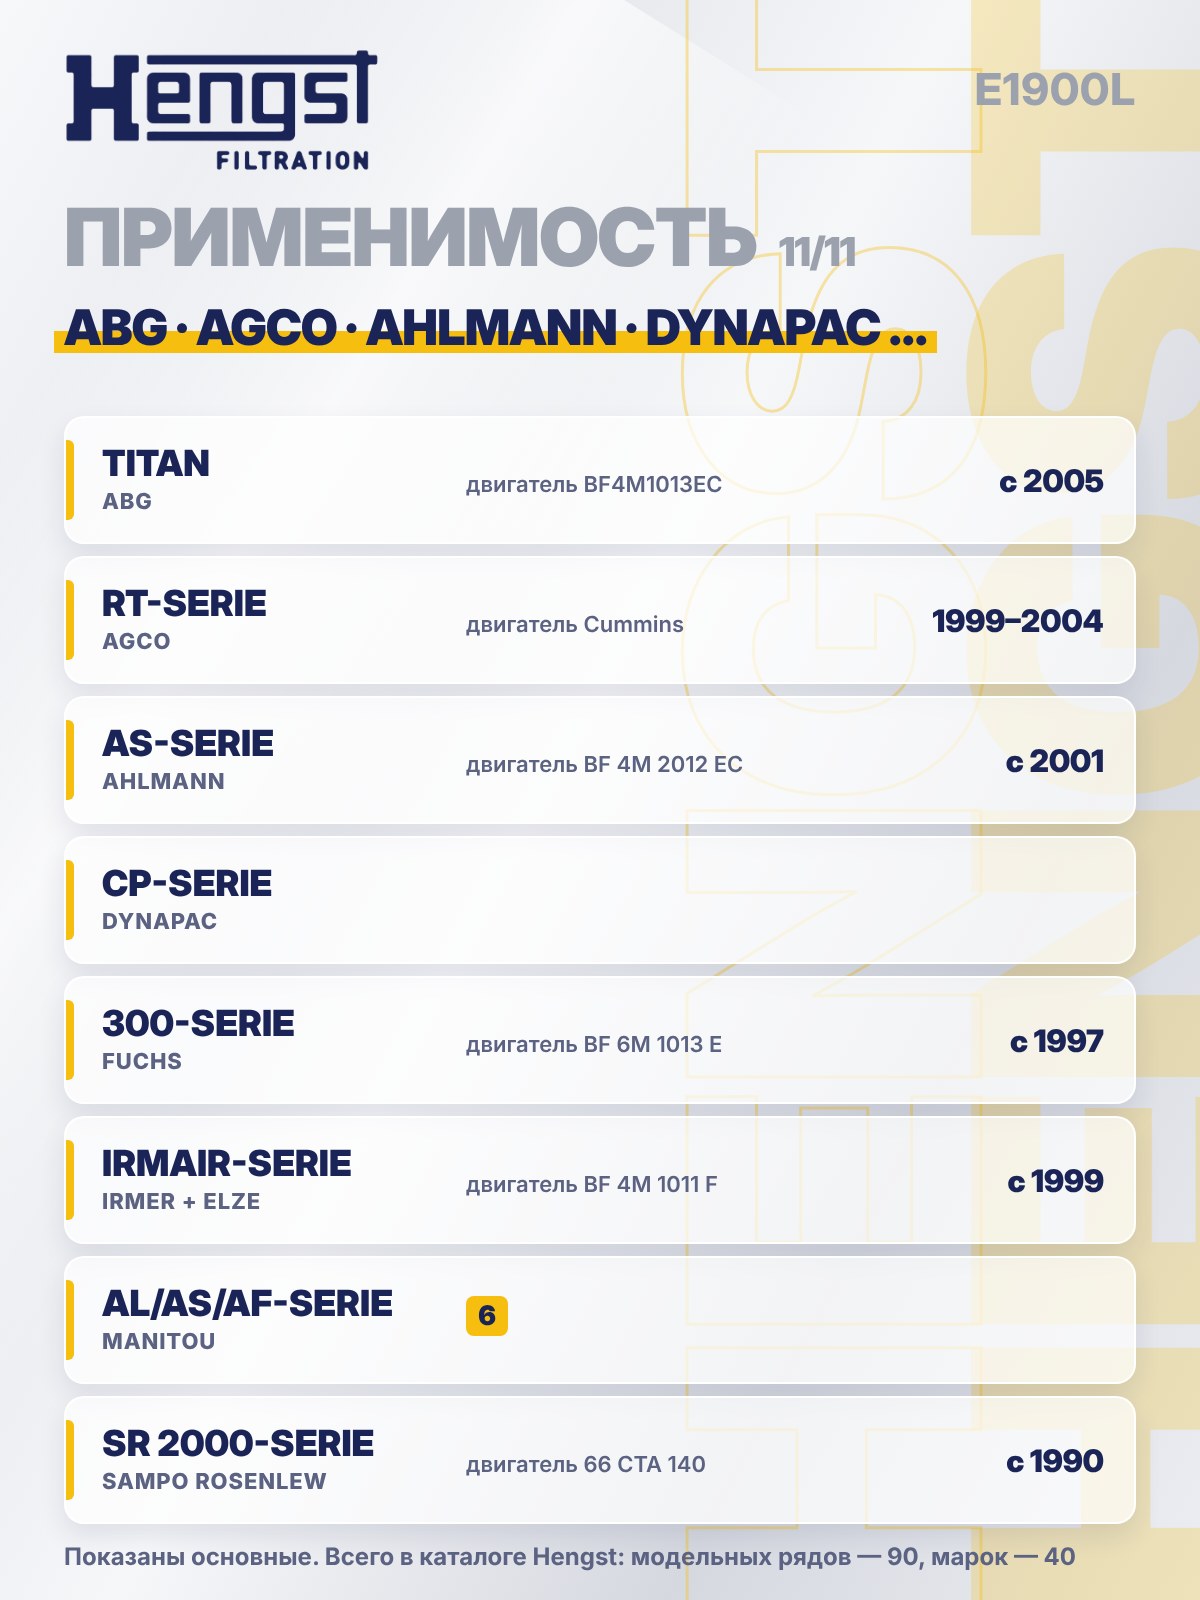 Hengst
FILTRATION
E1900L
ПРИМЕНИМОСТЬ 11/11
ABG · AGCO · AHLMANN · DYNAPAC ...
TITAN
ABG
двигатель BF4M1013EC
с 2005
RT-SERIE
AGCO
двигатель Cummins
1999–2004
AS-SERIE
AHLMANN
двигатель BF 4M 2012 EC
с 2001
CP-SERIE
DYNAPAC
300-SERIE
FUCHS
двигатель BF 6M 1013 E
с 1997
IRMAIR-SERIE
IRMER + ELZE
двигатель BF 4M 1011 F
с 1999
AL/AS/AF-SERIE
MANITOU
6
SR 2000-SERIE
SAMPO ROSENLEW
двигатель 66 CTA 140
с 1990
Показаны основные. Всего в каталоге Hengst: модельных рядов — 90, марок — 40
HENGST
HENGST